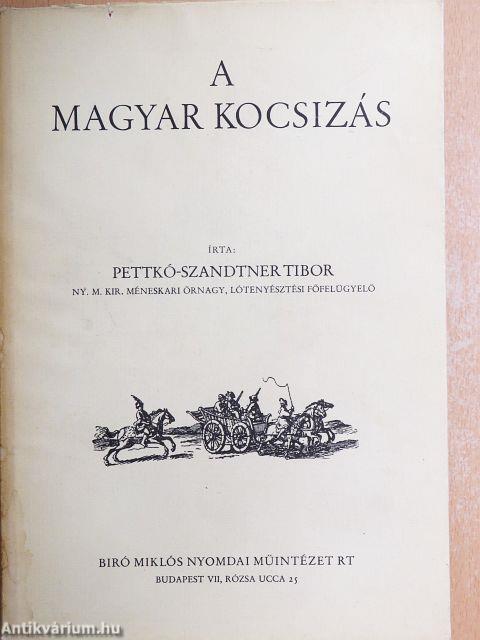 A
MAGYAR KOCSIZÁS
ÍRTA:
PETTKÓ-SZANDTNER TIBOR
NY. M. KIR. MÉNESKARI ŐRNAGY, LÓTENYÉSZTÉSI FŐFELÜGYELŐ
BIRÓ MIKLÓS NYOMDAI MŰINTÉZET RT
BUDAPEST VII, RÓZSA UCCA 25
Antikvárium.hu